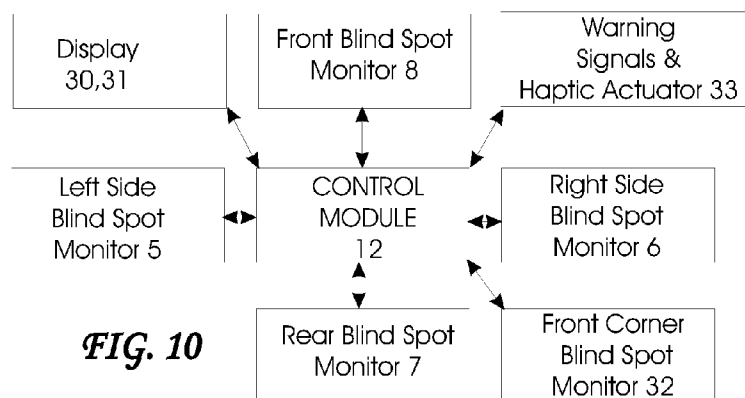 Display
30,31
Front Blind Spot
Monitor 8
Warning
Signals &
Haptic Actuator 33
Left Side
Blind Spot
Monitor 5
CONTROL
MODULE
12
Right Side
Blind Spot
Monitor 6
FIG. 10
Rear Blind Spot
Monitor 7
Front Corner
Blind Spot
Monitor 32